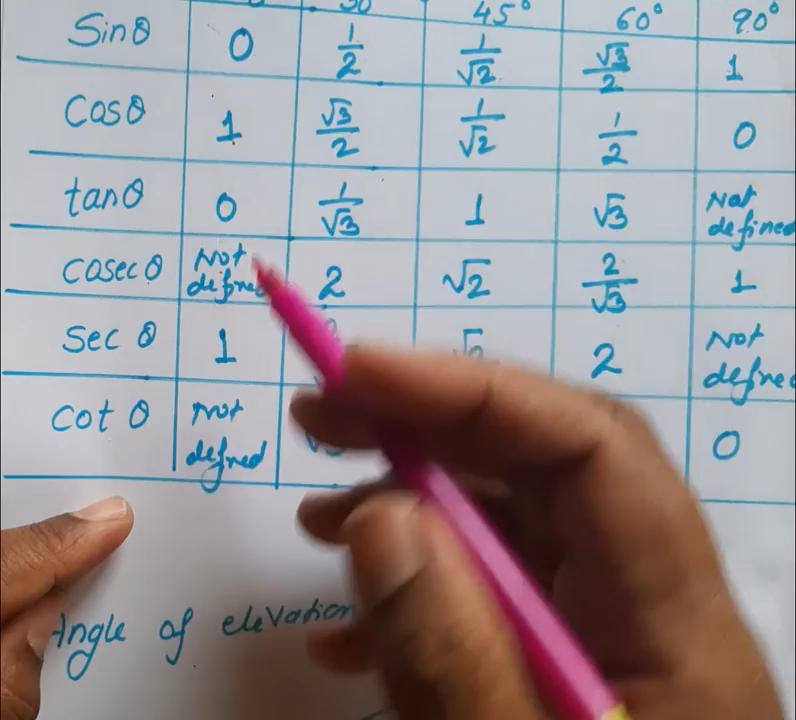 30 45° 60° 90°
Sinθ 0 1/2 1/√2 √3/2 1
Cosθ 1 √3/2 1/√2 1/2 0
tanθ 0 1/√3 1 √3 Not defined
Cosecθ Not defined 2 √2 2/√3 1
Sec θ 1 2 Not defined
Cot θ Not defined 0
Angle of elevation